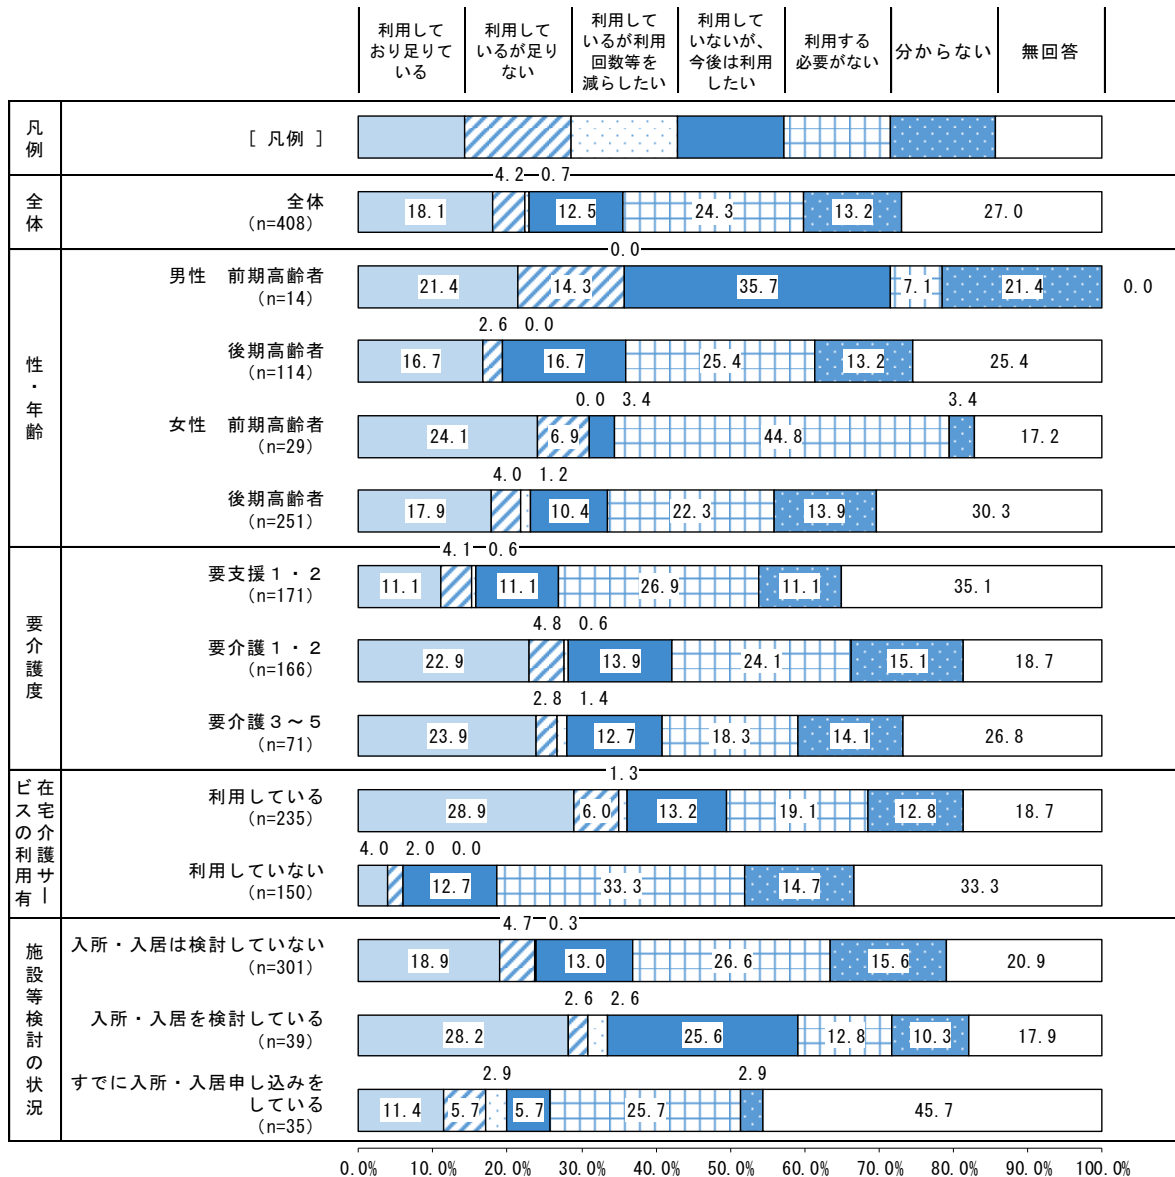 利用して
おり足りて
いる
利用して
いるが足り
ない
利用して
いるが利用
回数等を
減らしたい
利用して
いないが、
今後は利用
したい
利用する
必要がない
分からない
無回答
凡例
[ 凡例 ]
全体
4.2 0.7
全体
(n=408)
18.1 12.5 24.3 13.2 27.0
性・年齢
0.0
男性 前期高齢者
(n=14)
21.4 14.3 35.7 7.1 21.4 0.0
2.6 0.0
後期高齢者
(n=114)
16.7 16.7 25.4 13.2 25.4
0.0 3.4 3.4
女性 前期高齢者
(n=29)
24.1 6.9 44.8 17.2
4.0 1.2
後期高齢者
(n=251)
17.9 10.4 22.3 13.9 30.3
要介護度
4.1 0.6
要支援1・2
(n=171)
11.1 11.1 26.9 11.1 35.1
4.8 0.6
要介護1・2
(n=166)
22.9 13.9 24.1 15.1 18.7
2.8 1.4
要介護3～5
(n=71)
23.9 12.7 18.3 14.1 26.8
在宅介護サー
ビスの利用有
1.3
利用している
(n=235)
28.9 6.0 13.2 19.1 12.8 18.7
4.0 2.0 0.0
利用していない
(n=150)
12.7 33.3 14.7 33.3
施設等検討の状況
4.7 0.3
入所・入居は検討していない
(n=301)
18.9 13.0 26.6 15.6 20.9
2.6 2.6
入所・入居を検討している
(n=39)
28.2 25.6 12.8 10.3 17.9
2.9 2.9
すでに入所・入居申し込みを
している
(n=35)
11.4 5.7 5.7 25.7 45.7
0.0% 10.0% 20.0% 30.0% 40.0% 50.0% 60.0% 70.0% 80.0% 90.0% 100.0%